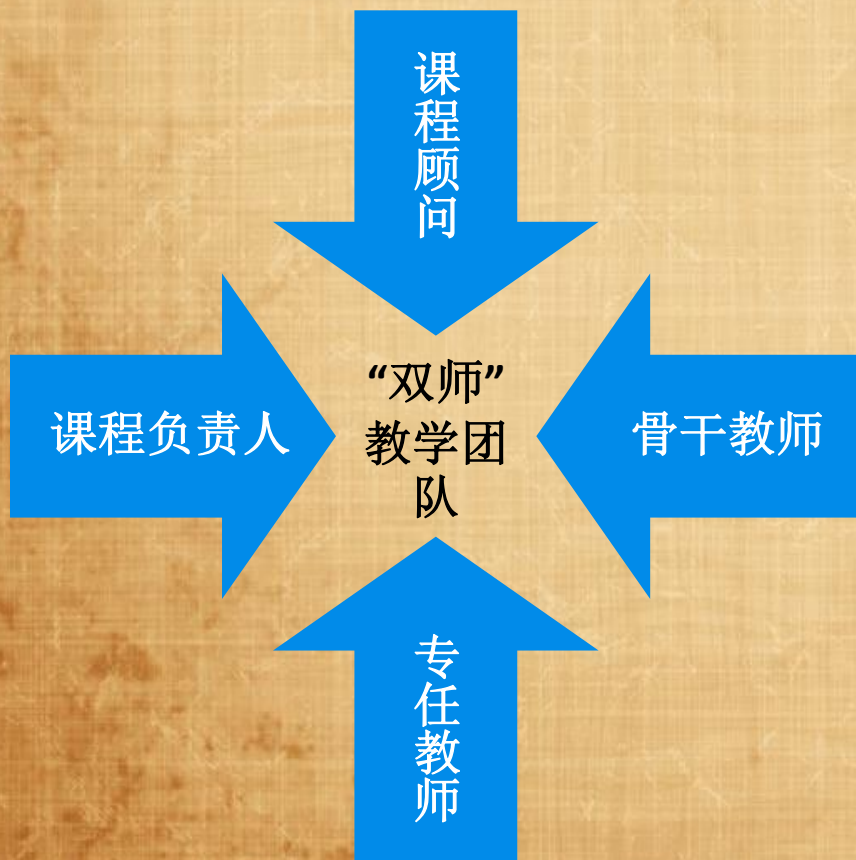 课程顾问
课程负责人
“双师”
教学团
队
骨干教师
专任教师